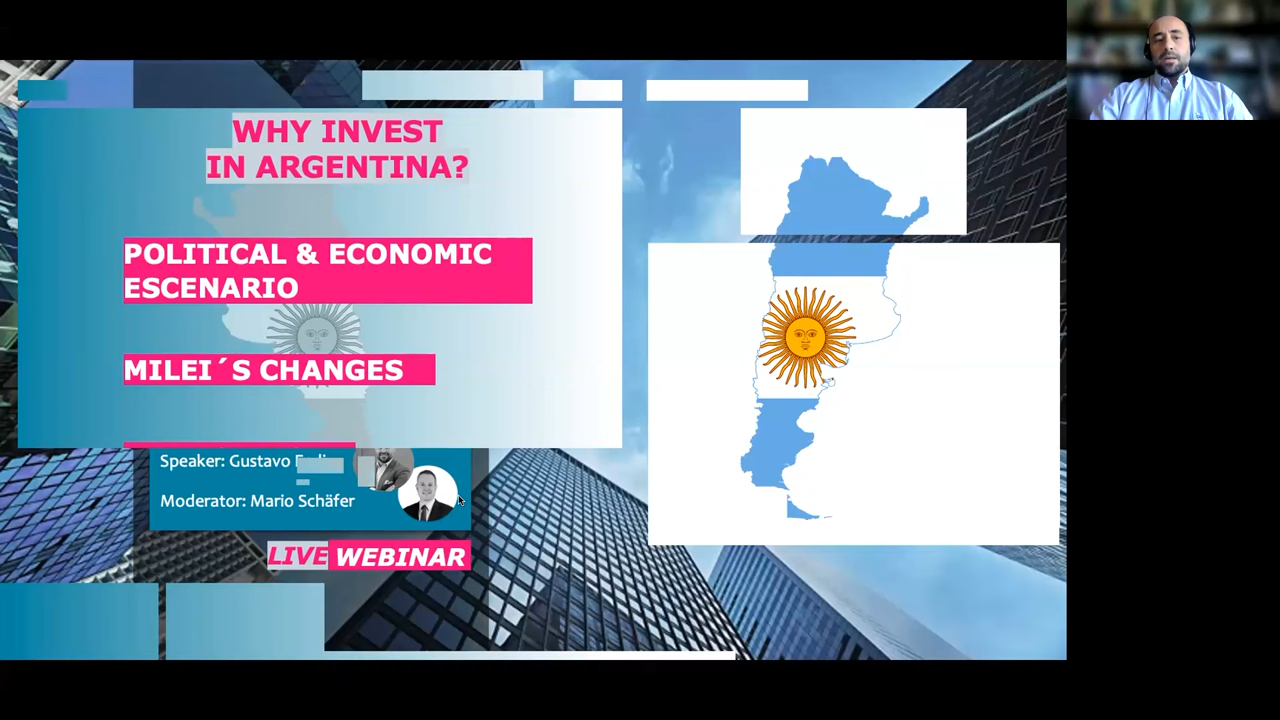 WHY INVEST
IN ARGENTINA?
POLITICAL & ECONOMIC
ESCENARIO
MILEI´S CHANGES
Speaker: Gustavo
Moderator: Mario Schäfer
LIVE WEBINAR